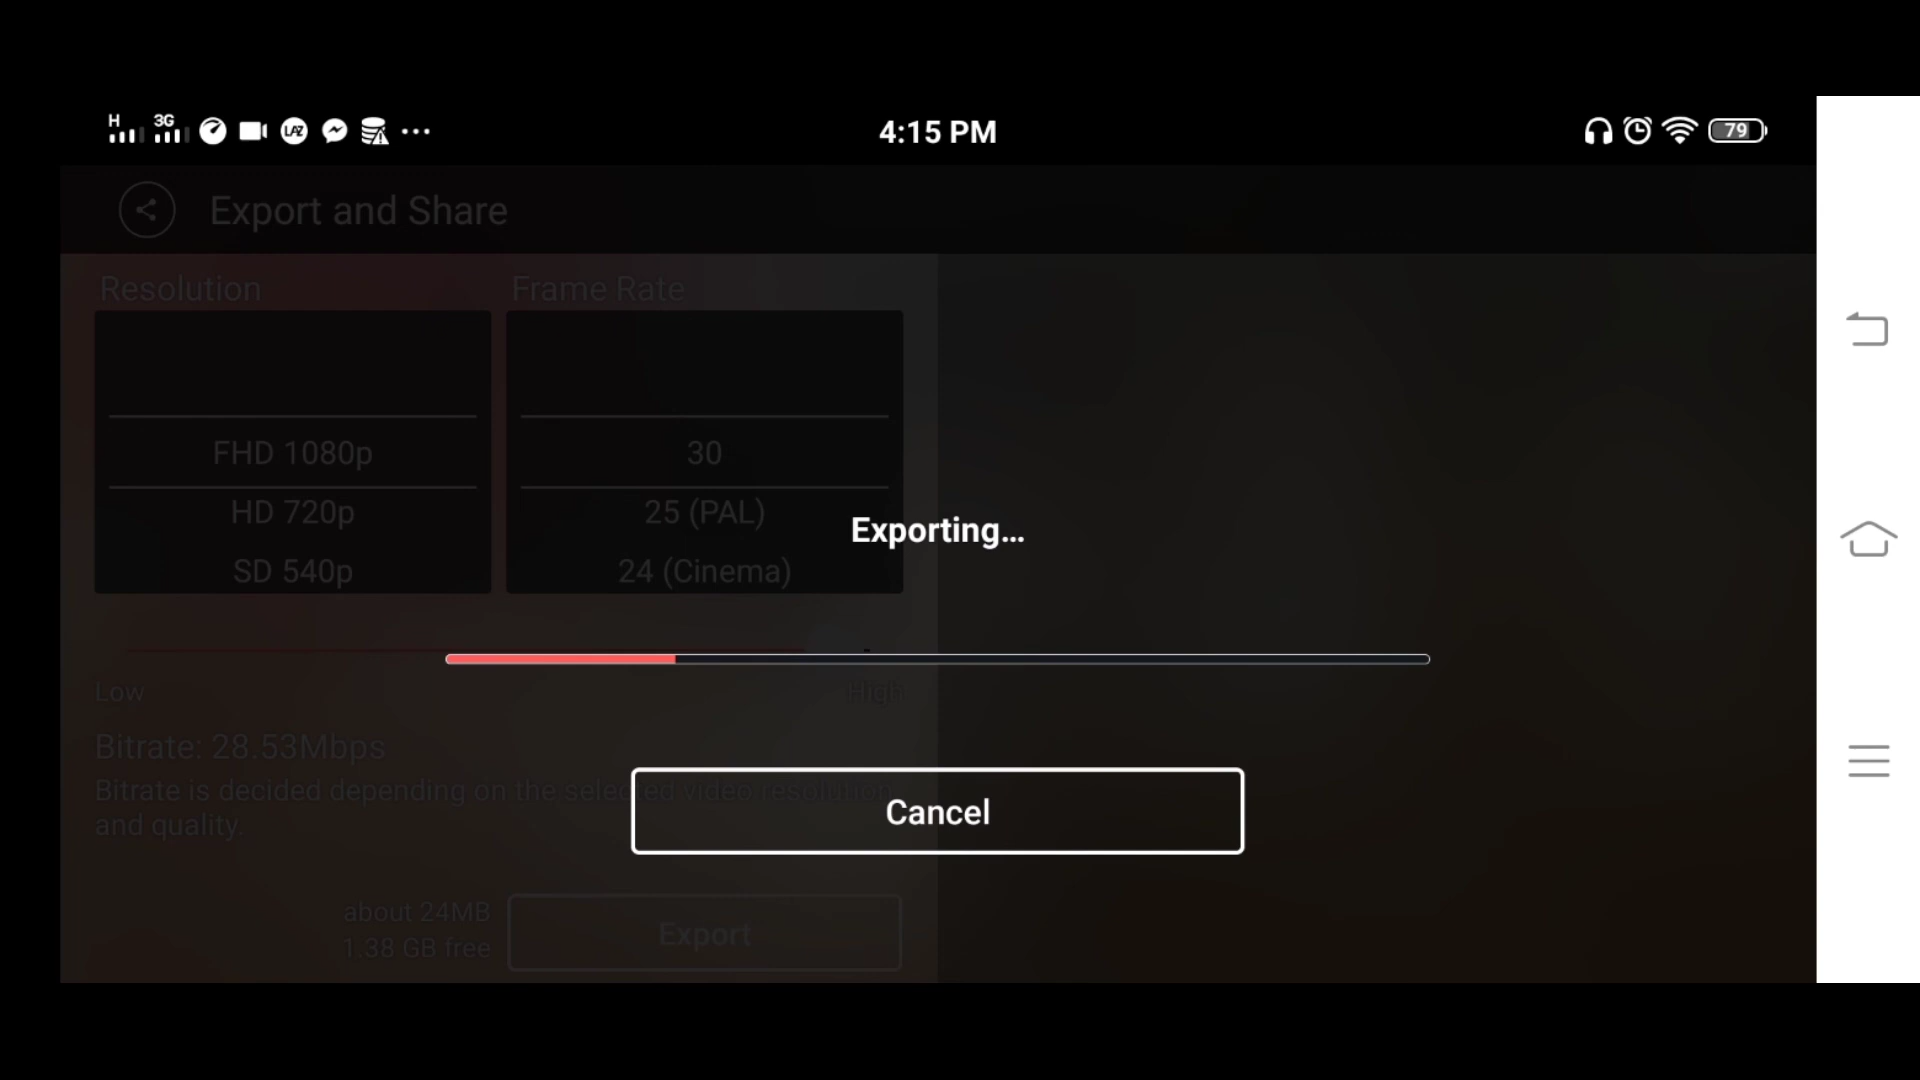 H 3G LAZ 4:15 PM 79
Export and Share
Resolution Frame Rate
FHD 1080p 30
HD 720p 25 (PAL)
Exporting...
SD 540p 24 (Cinema)
Low High
Bitrate: 28.53Mbps
Bitrate is decided depending on the selected video resolution
and quality.
Cancel
about 24MB
1.38 GB free
Export